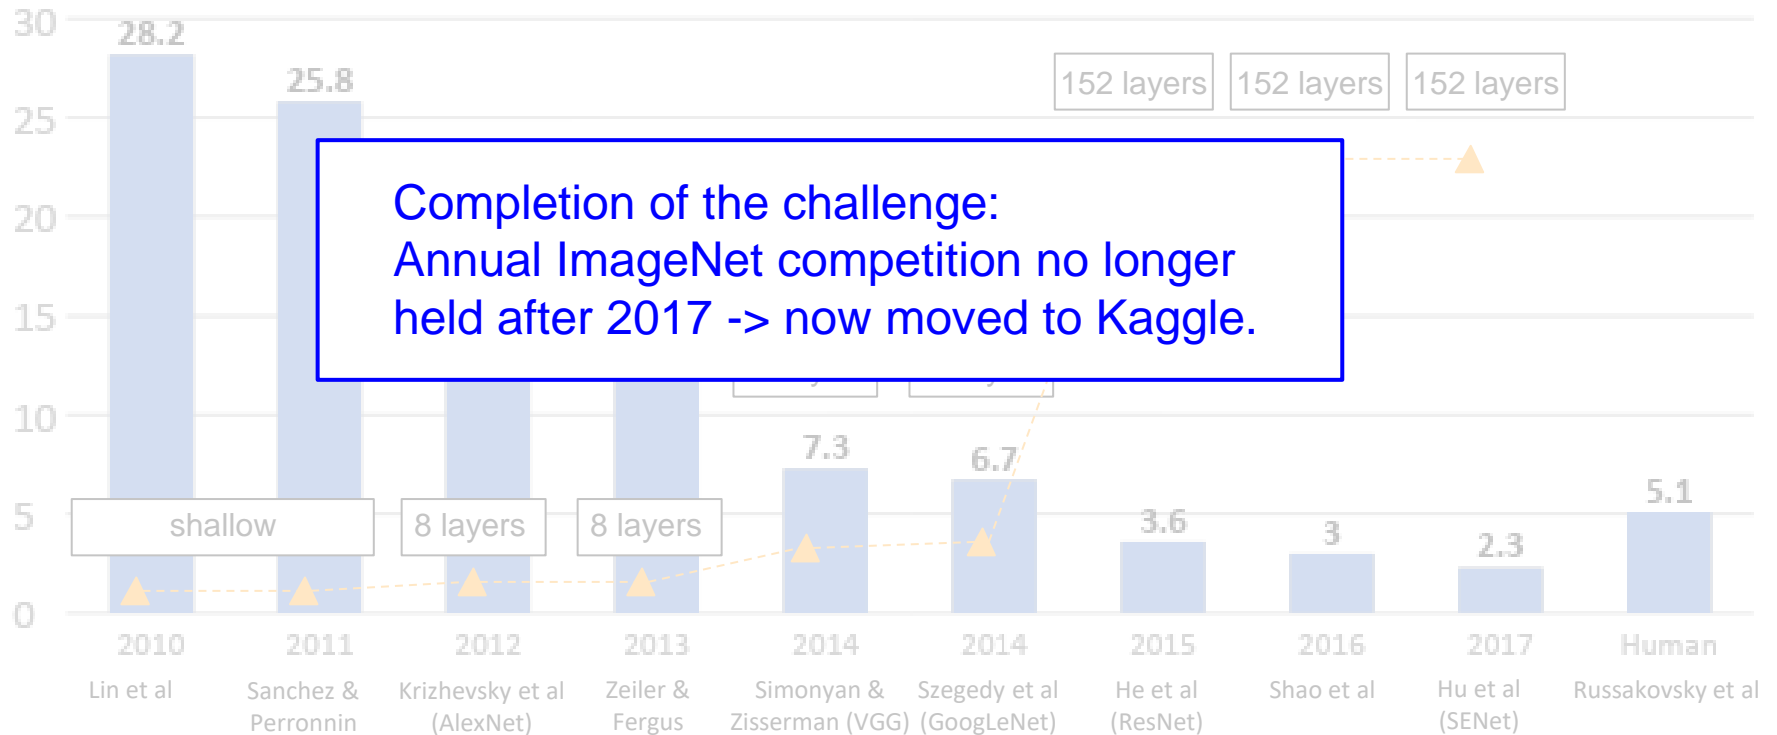 30
28.2
25.8
152 layers
152 layers
152 layers
25
Completion of the challenge:
Annual ImageNet competition no longer
held after 2017 -> now moved to Kaggle.
20
15
10
7.3
6.7
5
shallow
8 layers
8 layers
3.6
3
2.3
5.1
0
2010
2011
2012
2013
2014
2014
2015
2016
2017
Human
Lin et al
Sanchez &
Perronnin
Krizhevsky et al
(AlexNet)
Zeiler &
Fergus
Simonyan &
Zisserman (VGG)
Szegedy et al
(GoogLeNet)
He et al
(ResNet)
Shao et al
Hu et al
(SENet)
Russakovsky et al